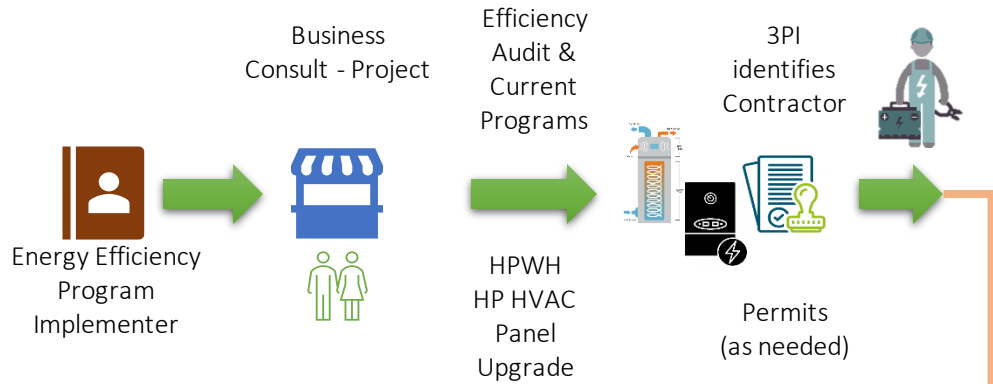 Business
Consult - Project
Efficiency
Audit &
Current
Programs
3PI
identifies
Contractor
Energy Efficiency
Program
Implementer
HPWH
HP HVAC
Panel
Upgrade
Permits
(as needed)